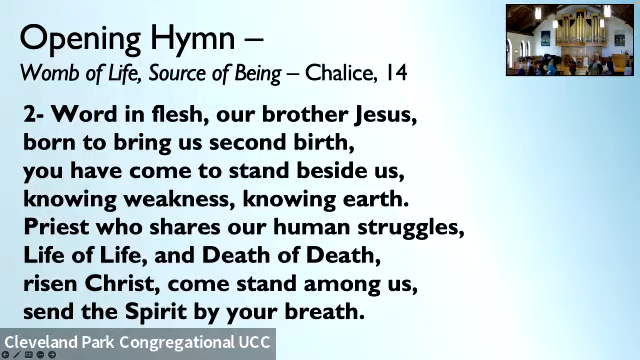 Opening Hymn –
Womb of Life, Source of Being – Chalice, 14
2- Word in flesh, our brother Jesus,
born to bring us second birth,
you have come to stand beside us,
knowing weakness, knowing earth.
Priest who shares our human struggles,
Life of Life, and Death of Death,
risen Christ, come stand among us,
send the Spirit by your breath.
Cleveland Park Congregational UCC